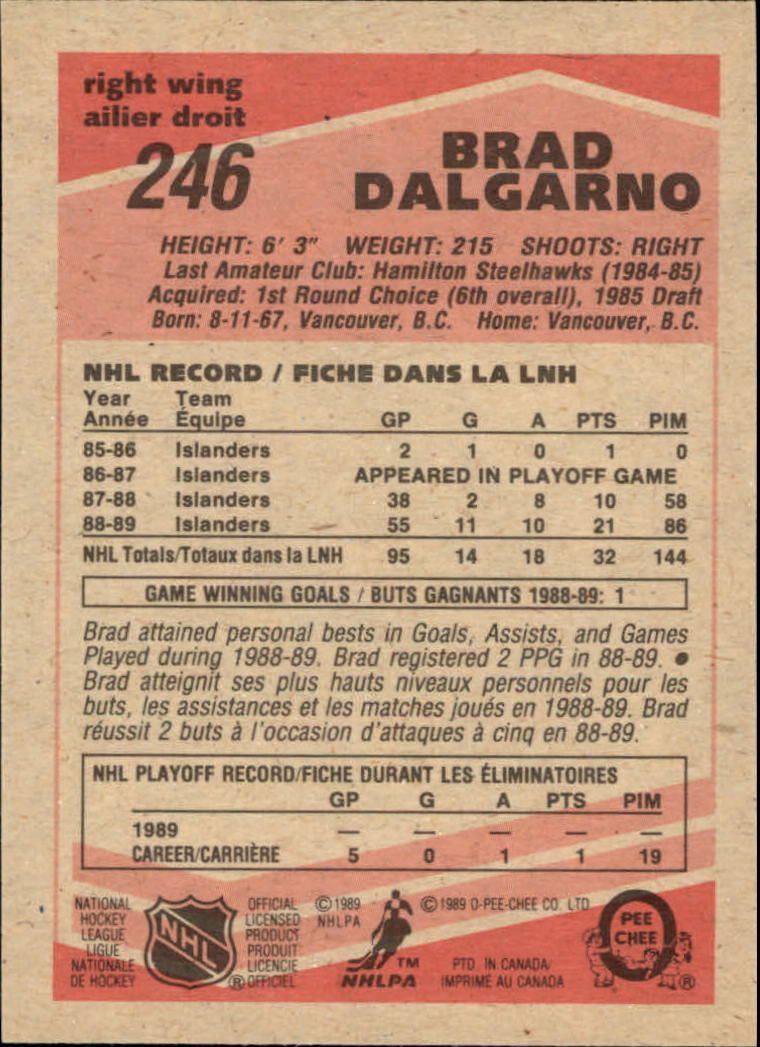 right wing
ailier droit
246
BRAD
DALGARNO
HEIGHT: 6' 3" WEIGHT: 215 SHOOTS: RIGHT
Last Amateur Club: Hamilton Steelhawks (1984-85)
Acquired: 1st Round Choice (6th overall), 1985 Draft
Born: 8-11-67, Vancouver, B.C. Home: Vancouver, B.C.
NHL RECORD / FICHE DANS LA LNH
Year Team
Année Équipe GP G A PTS PIM
85-86 Islanders 2 1 0 1 0
86-87 Islanders APPEARED IN PLAYOFF GAME
87-88 Islanders 38 2 8 10 58
88-89 Islanders 55 11 10 21 86
NHL Totals/Totaux dans la LNH 95 14 18 32 144
GAME WINNING GOALS / BUTS GAGNANTS 1988-89: 1
Brad attained personal bests in Goals, Assists, and Games
Played during 1988-89. Brad registered 2 PPG in 88-89. ●
Brad atteignit ses plus hauts niveaux personnels pour les
buts, les assistances et les matches joués en 1988-89. Brad
réussit 2 buts à l'occasion d'attaques à cinq en 88-89.
NHL PLAYOFF RECORD/FICHE DURANT LES ÉLIMINATOIRES
GP G A PTS PIM
1989 — — — — —
CAREER/CARRIÈRE 5 0 1 1 19
NATIONAL
HOCKEY
LEAGUE
LIGUE
NATIONALE
DE HOCKEY
NHL
OFFICIAL
LICENSED
PRODUCT
PRODUIT
LICENCIE
® OFFICIEL
© 1989
NHLPA
TM
NHLPA
© 1989 O-PEE-CHEE CO. LTD.
PTD. IN CANADA
IMPRIME AU CANADA
PEE
CHEE
®